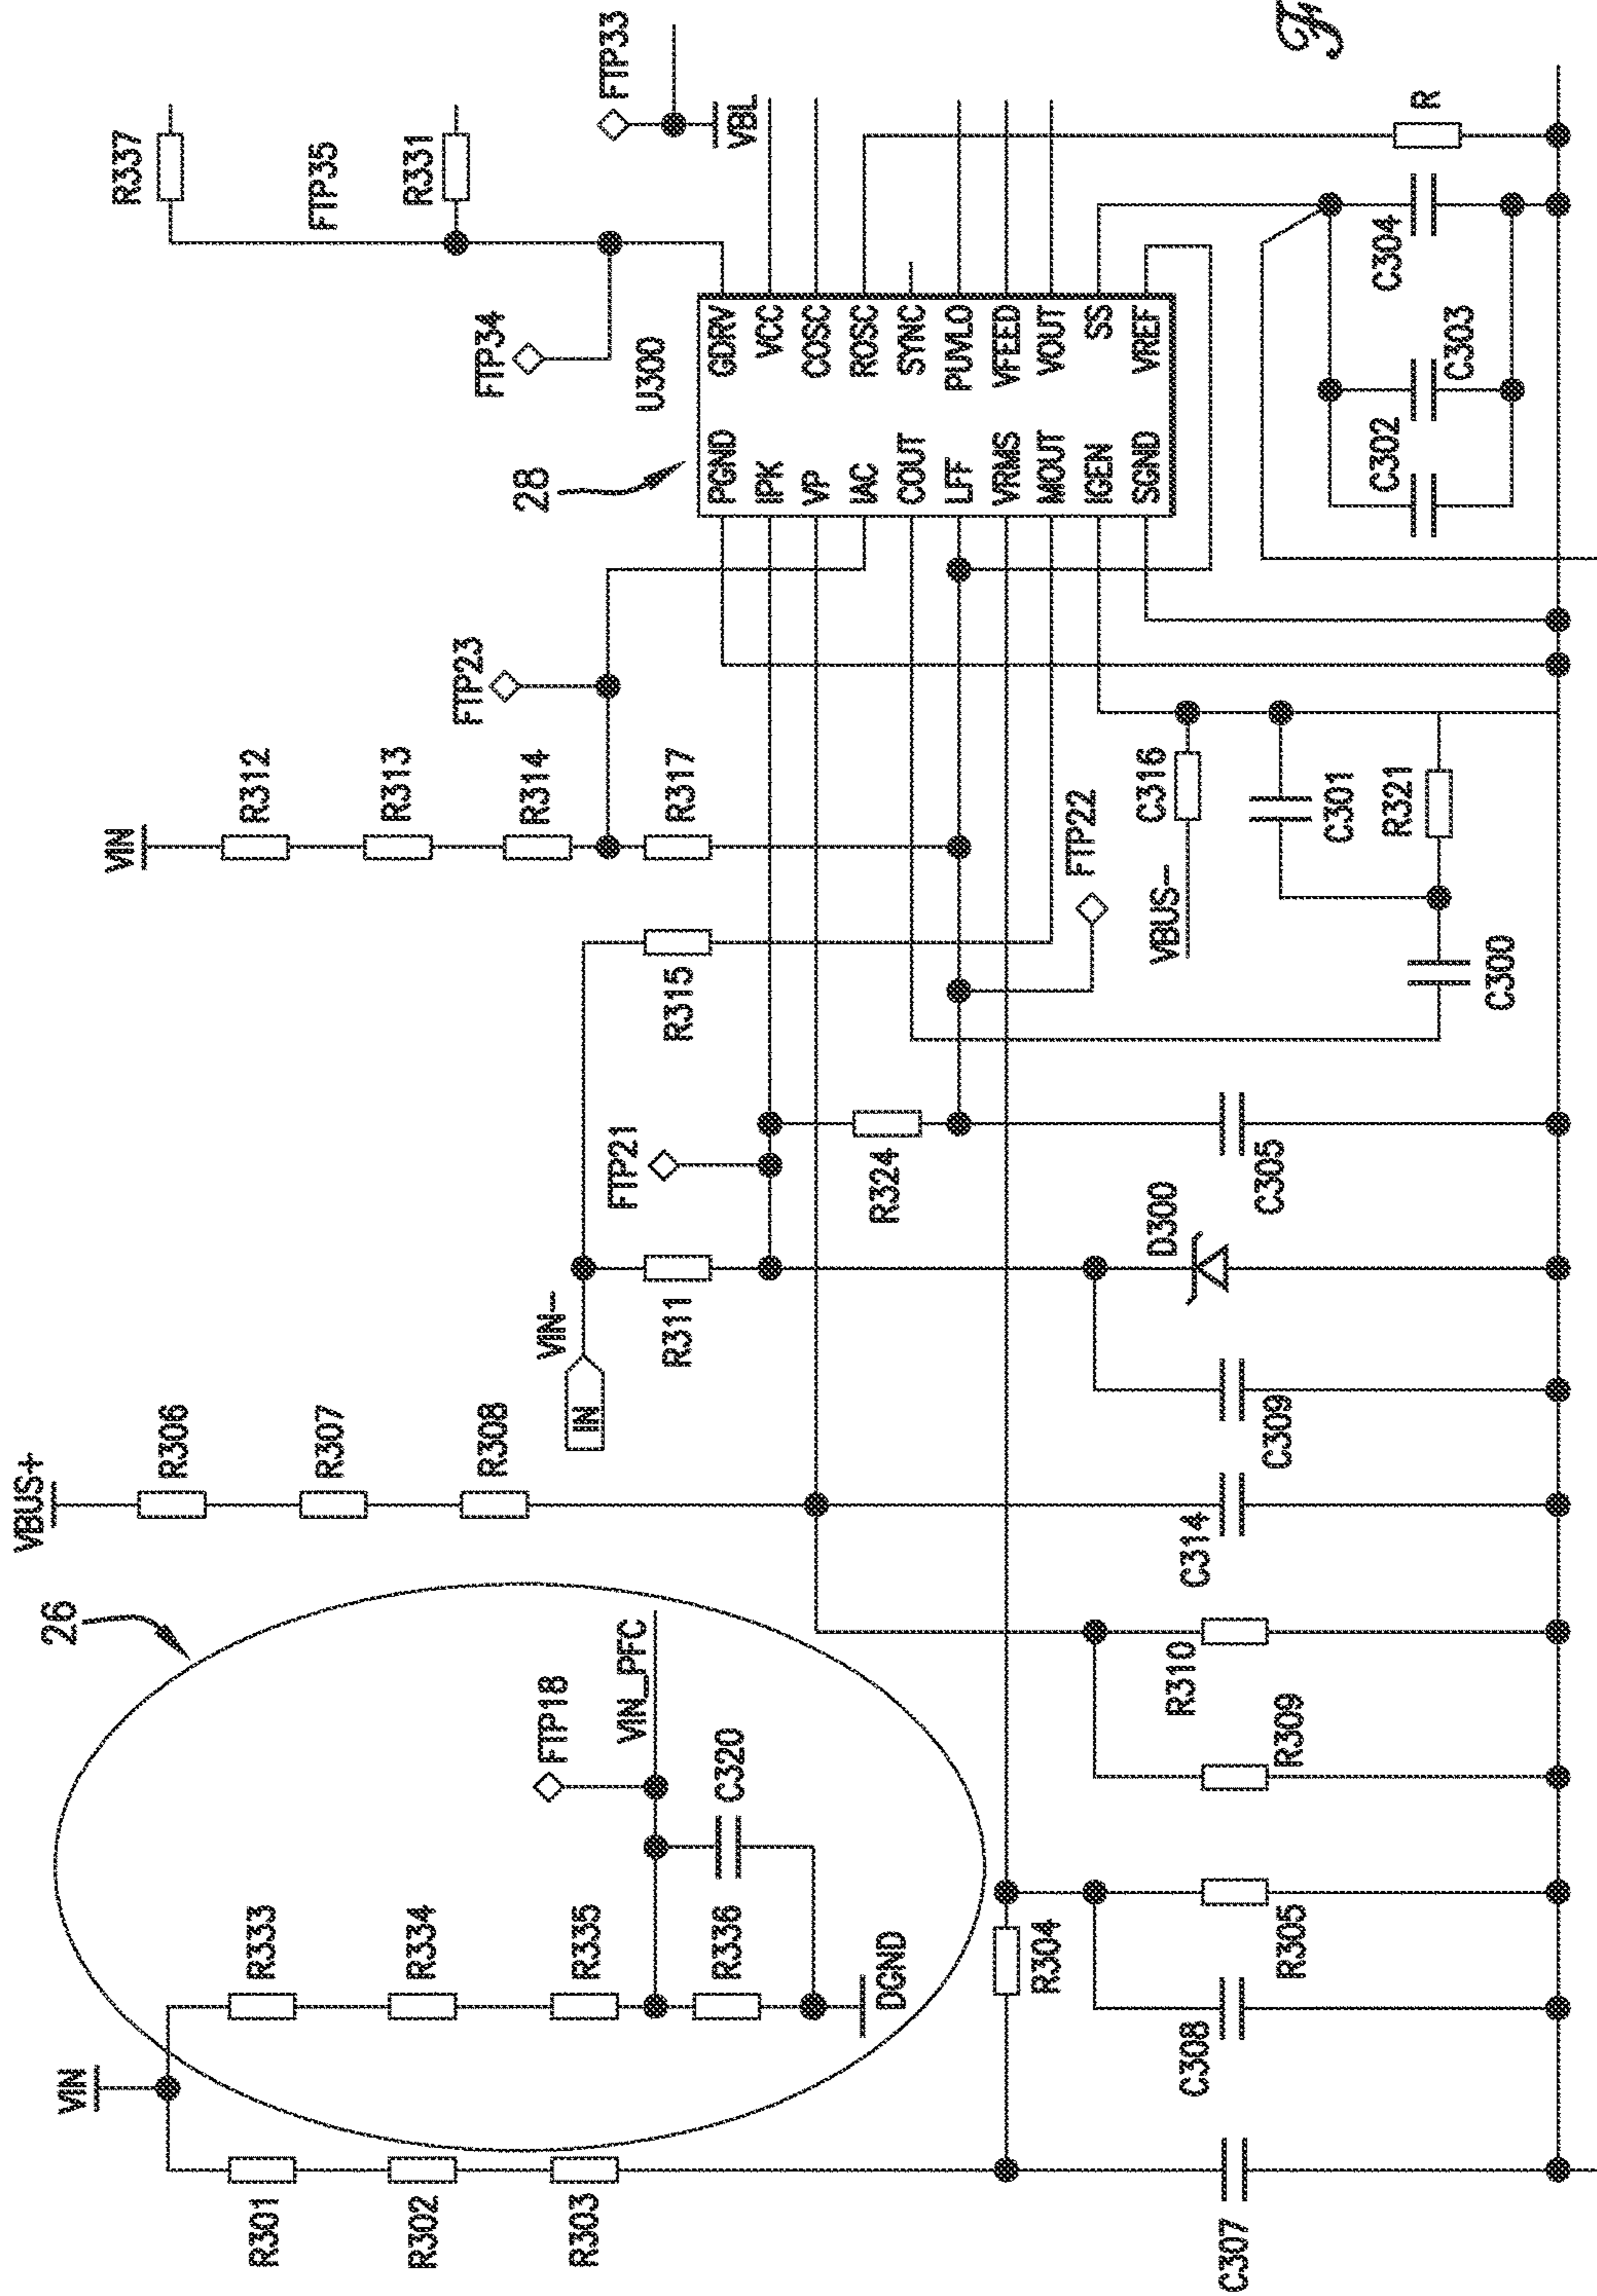 26
VIN
VBUS+
R301
R302
R303
R333
R334
R335
R336
DGND
C320
FTP18
VIN_PFC
R304
C307
C308
R305
R309
R310
R306
R307
R308
C314
C309
IN
VIN-
R311
FTP21
R324
D300
C305
R315
VIN
R312
R313
R314
R317
FTP23
FTP22
VBUS-
C316
C301
R321
C300
28
U300
PGND
IPK
VP
IAC
COUT
LFF
VRMS
MOUT
IGEN
SGND
GDRV
VCC
COSC
ROSC
SYNC
PUVLO
VFEED
VOUT
SS
VREF
FTP34
R337
FTP35
R331
FTP33
VBL
C302
C303
C304
R